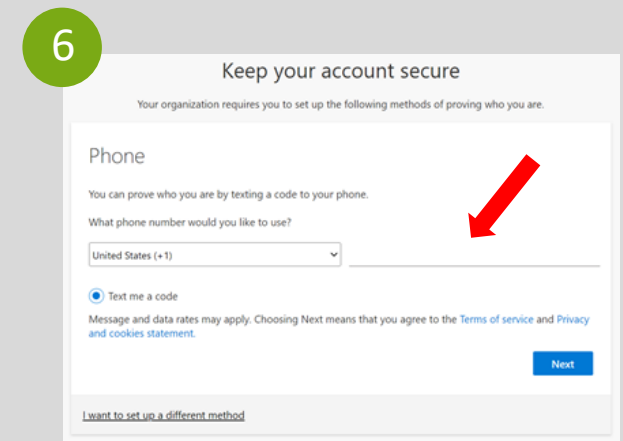 6
Keep your account secure
Your organization requires you to set up the following methods of proving who you are.
Phone
You can prove who you are by texting a code to your phone.
What phone number would you like to use?
United States (+1)
Text me a code
Message and data rates may apply. Choosing Next means that you agree to the Terms of service and Privacy
and cookies statement.
Next
I want to set up a different method